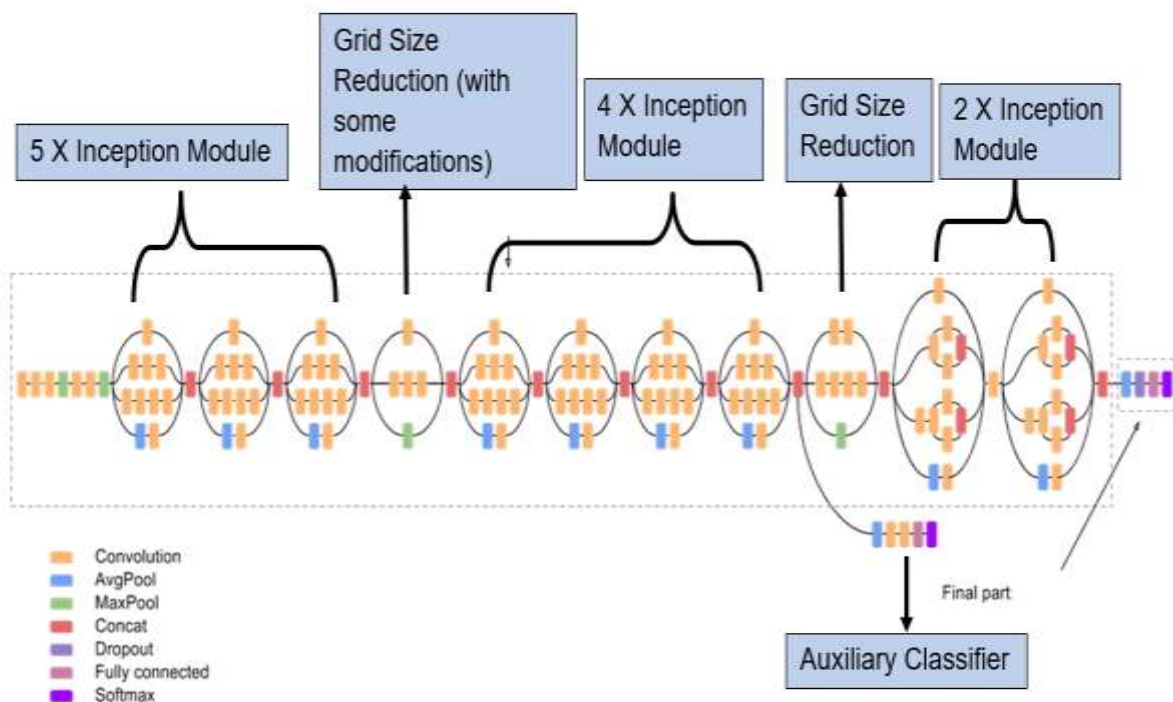 Grid Size
Reduction (with
some
modifications)
4 X Inception
Module
Grid Size
Reduction
2 X Inception
Module
5 X Inception Module
Convolution
AvgPool
MaxPool
Concat
Dropout
Fully connected
Softmax
Final part
Auxiliary Classifier